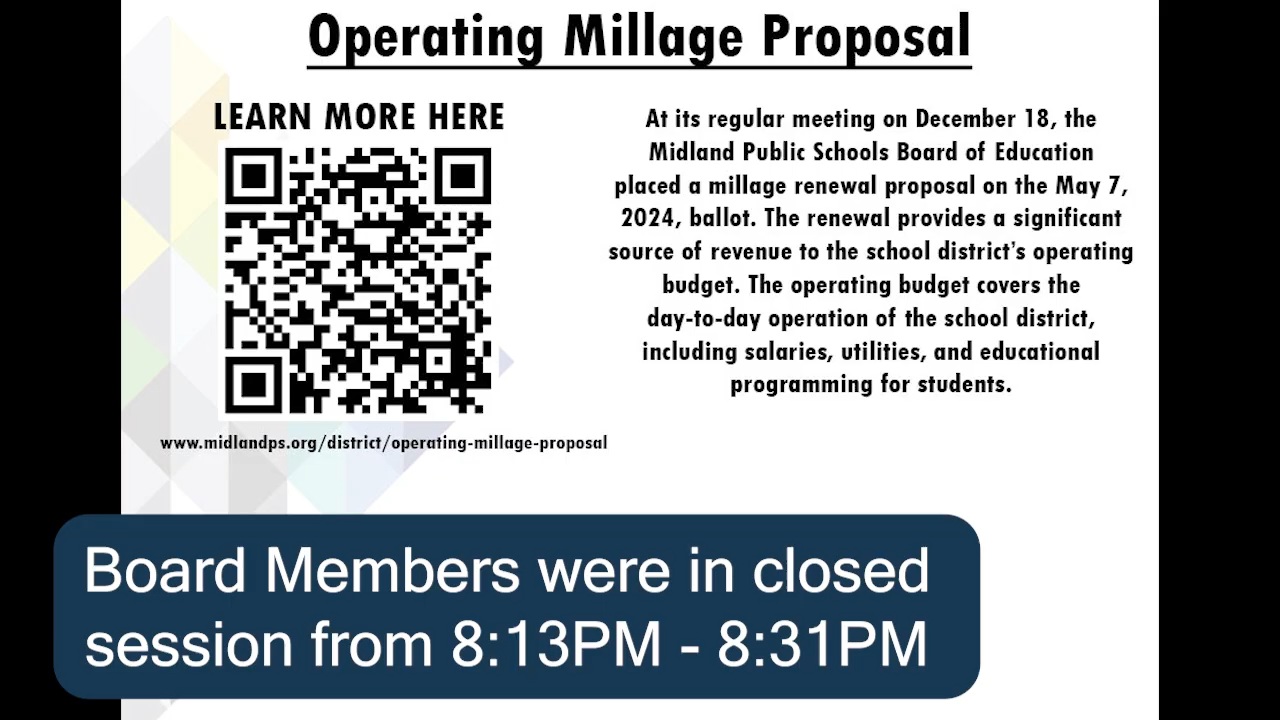 Operating Millage Proposal
LEARN MORE HERE
www.midlandps.org/district/operating-millage-proposal
At its regular meeting on December 18, the
Midland Public Schools Board of Education
placed a millage renewal proposal on the May 7,
2024, ballot. The renewal provides a significant
source of revenue to the school district's operating
budget. The operating budget covers the
day-to-day operation of the school district,
including salaries, utilities, and educational
programming for students.
Board Members were in closed
session from 8:13PM - 8:31PM